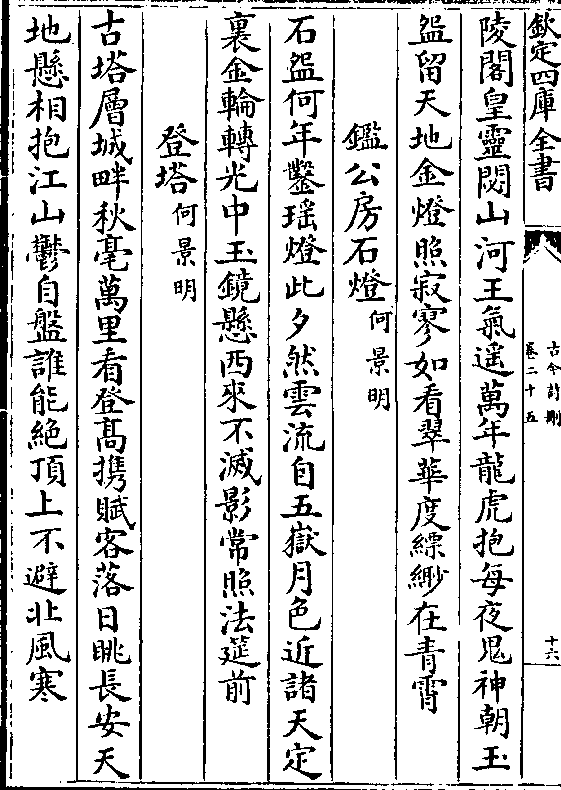 欽定四庫全書
古今詩刪
卷二十五
十六
陵閣皇靈閟山河王氣遥萬年龍虎抱每夜鬼神朝玉
盌留天地金燈照寂寥如看翠華度縹緲在青霄
鑑公房石燈何景明
石盌何年鑿瑶燈此夕然雲流自五嶽月色近諸天定
裏金輪轉光中玉鏡懸西來不滅影常照法筵前
登塔何景明
古塔層城畔秋毫萬里看登髙攜賦客落日眺長安天
地懸相抱江山鬱自盤誰能絶頂上不避北風寒